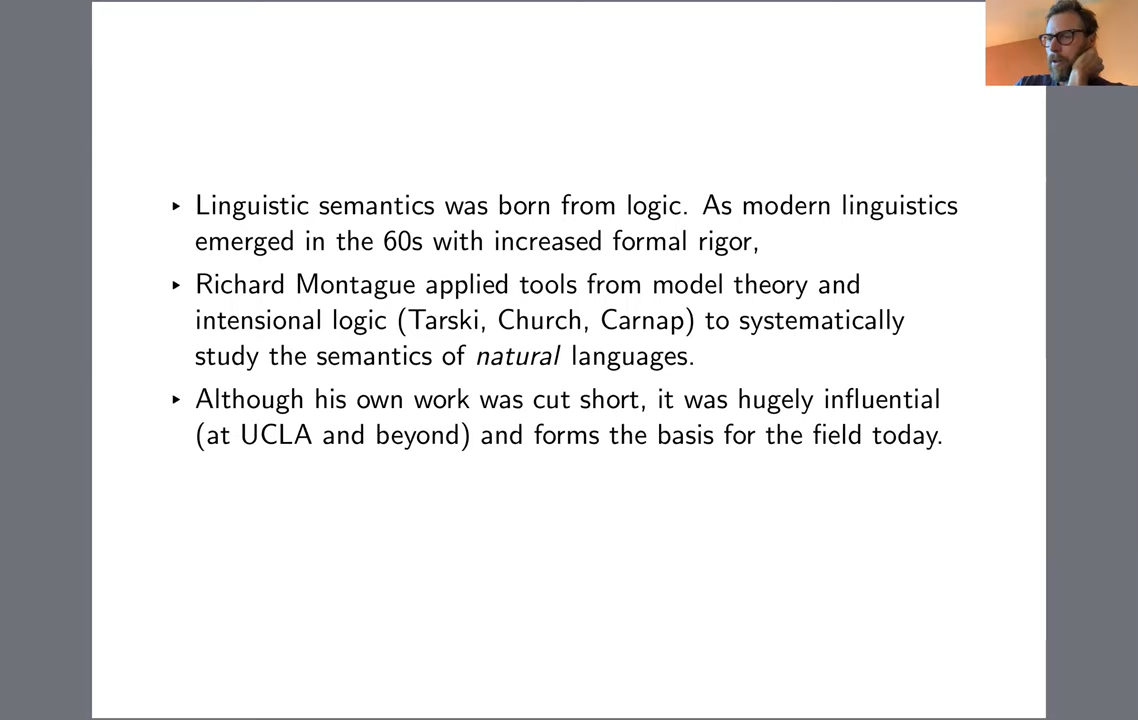 ▸ Linguistic semantics was born from logic. As modern linguistics
emerged in the 60s with increased formal rigor,
▸ Richard Montague applied tools from model theory and
intensional logic (Tarski, Church, Carnap) to systematically
study the semantics of natural languages.
▸ Although his own work was cut short, it was hugely influential
(at UCLA and beyond) and forms the basis for the field today.